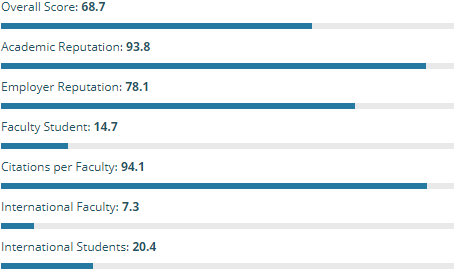 Overall Score: 68.7
Academic Reputation: 93.8
Employer Reputation: 78.1
Faculty Student: 14.7
Citations per Faculty: 94.1
International Faculty: 7.3
International Students: 20.4